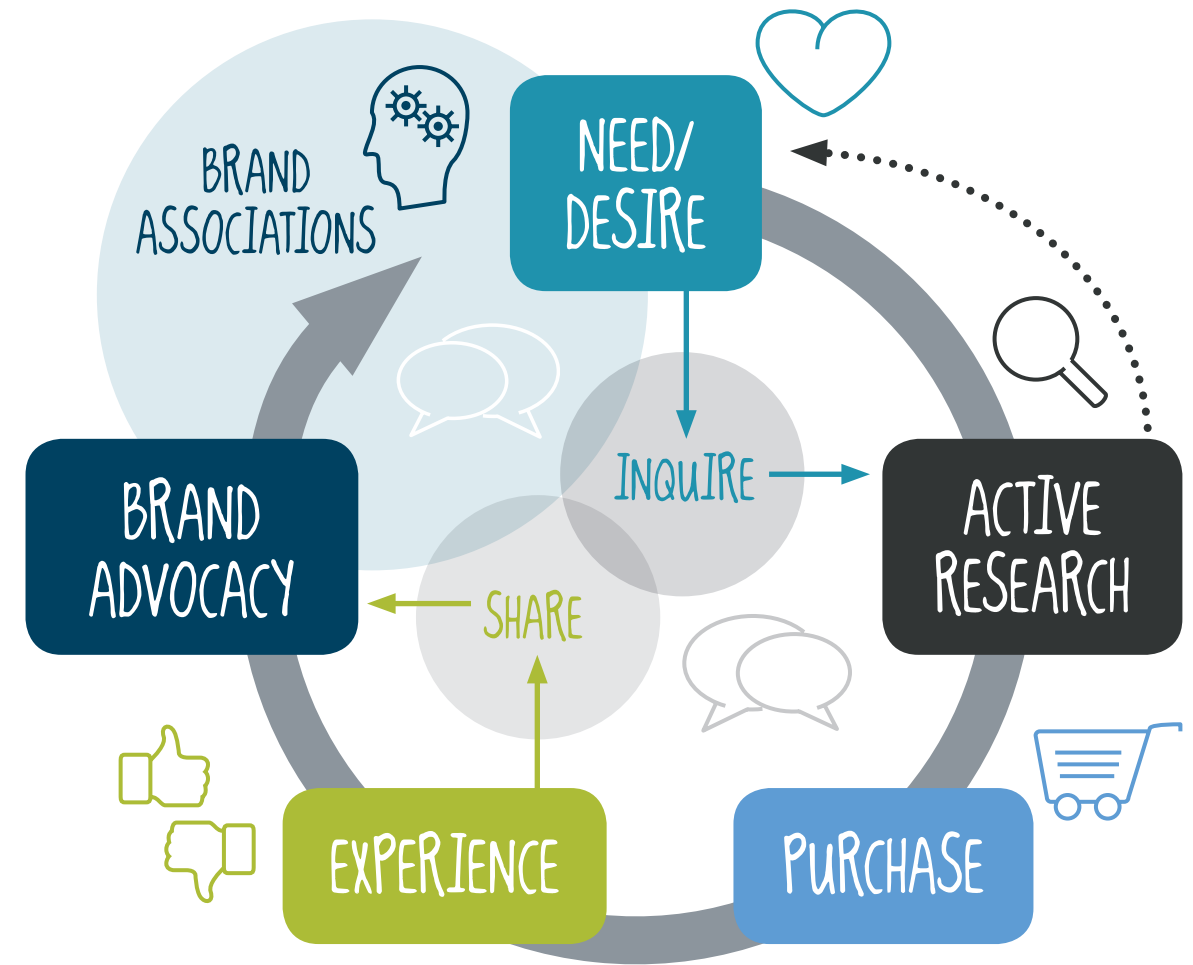 BRAND
ASSOCIATIONS
NEED/
DESIRE
INQUIRE
ACTIVE
RESEARCH
BRAND
ADVOCACY
SHARE
EXPERIENCE
PURCHASE